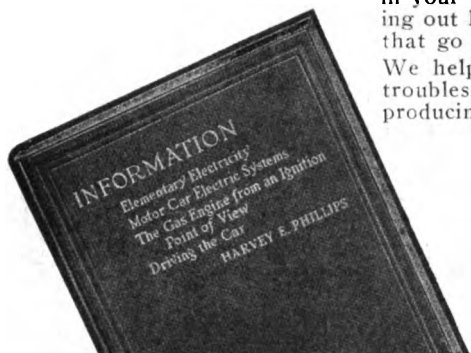 in your
ing out
that go
We help
troubles
producin
INFORMATION
Elementary Electricity
Motor Car Electric Systems
The Gas Engine from an Ignition
Point of View
Driving the Car
HARVEY E. PHILLIPS